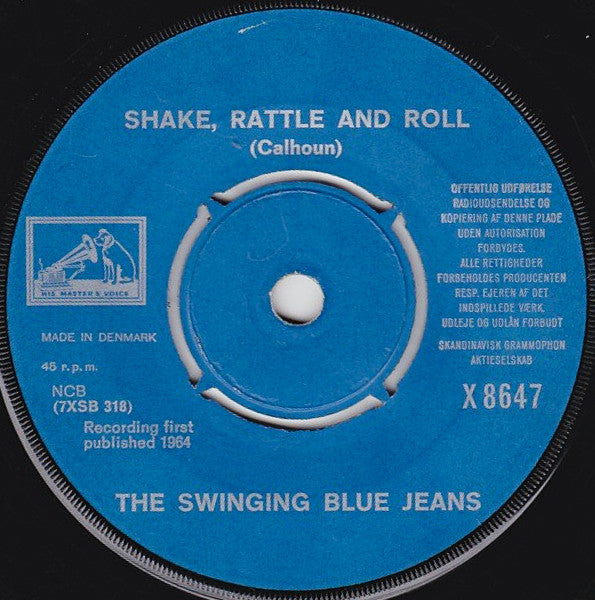 SHAKE, RATTLE AND ROLL
(Calhoun)
OFFENTLIG UDFØRELSE
RADIOUDSENDELSE OG
KOPIERING AF DENNE PLADE
UDEN AUTORISATION
FORBYDES.
ALLE RETTIGHEDER
FORBEHOLDES PRODUCENTEN
RESP. EJEREN AF DET
INDSPILLEDE VÆRK.
UDLEJE OG UDLÅN FORBUDT
SKANDINAVISK GRAMMOPHON
AKTIESELSKAB
X 8647
HIS MASTER'S VOICE
MADE IN DENMARK
45 r.p.m.
NCB
(7XSB 318)
Recording first
published 1964
THE SWINGING BLUE JEANS